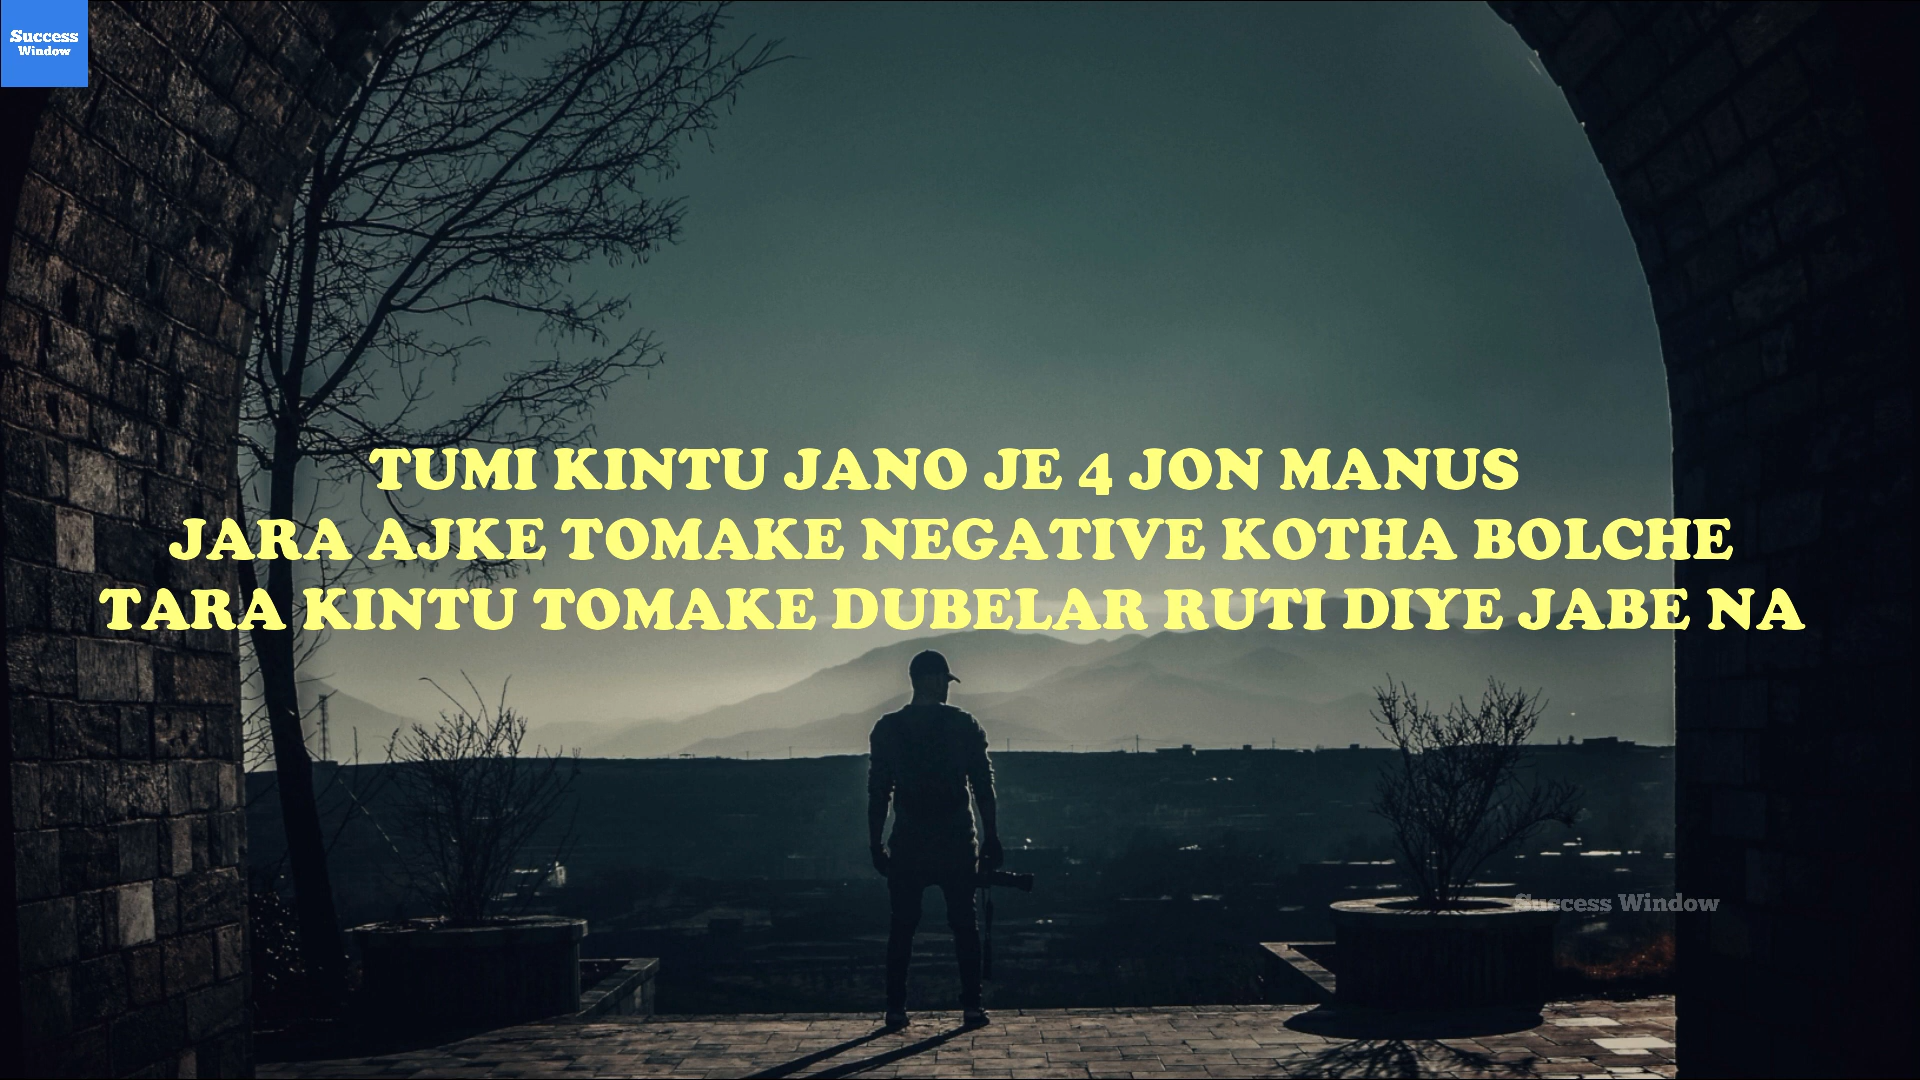 Success
Window
TUMI KINTU JANO JE 4 JON MANUS
JARA AJKE TOMAKE NEGATIVE KOTHA BOLCHE
TARA KINTU TOMAKE DUBELAR RUTI DIYE JABE NA
Success Window